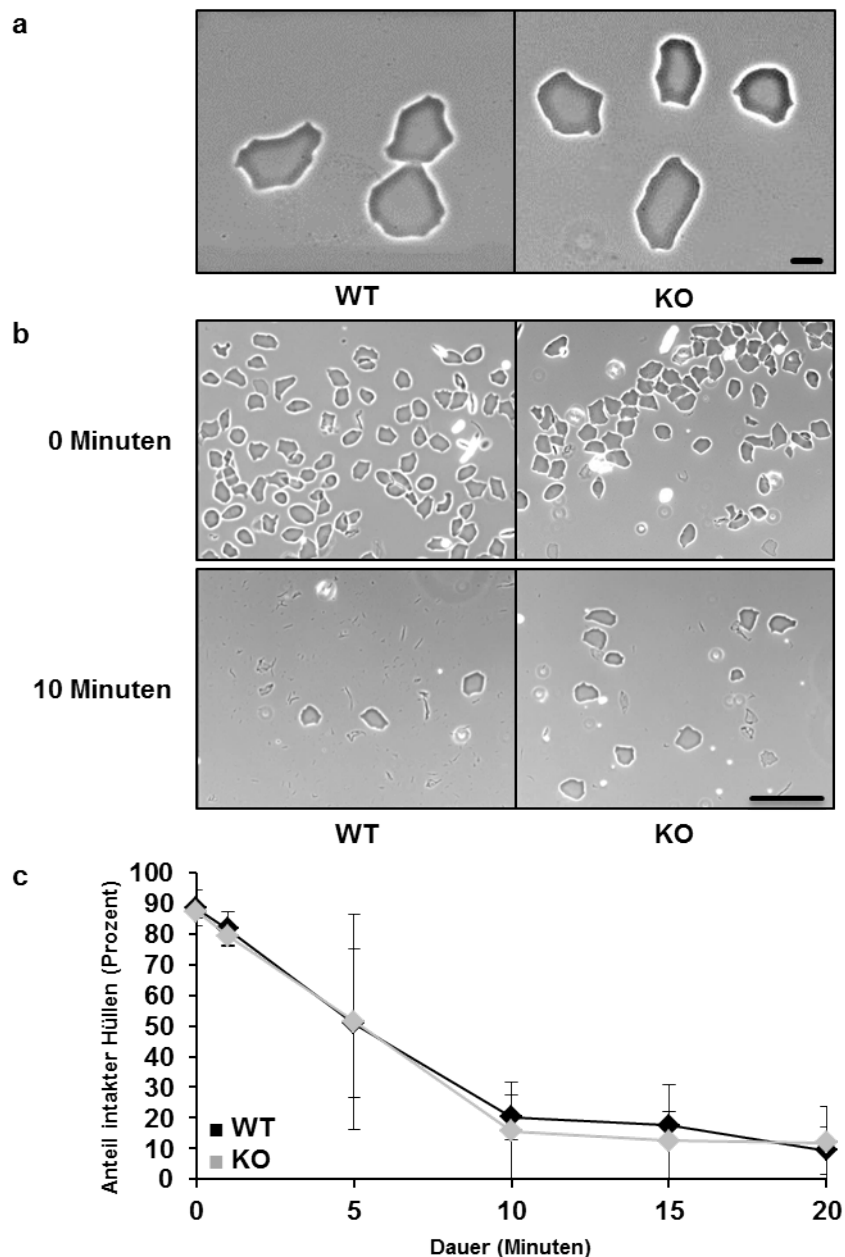 a
WT
KO
b
0 Minuten
10 Minuten
WT
KO
c
Anteil intakter Hüllen (Prozent)
100
90
80
70
60
50
40
30
20
10
0
WT
KO
0
5
10
15
20
Dauer (Minuten)